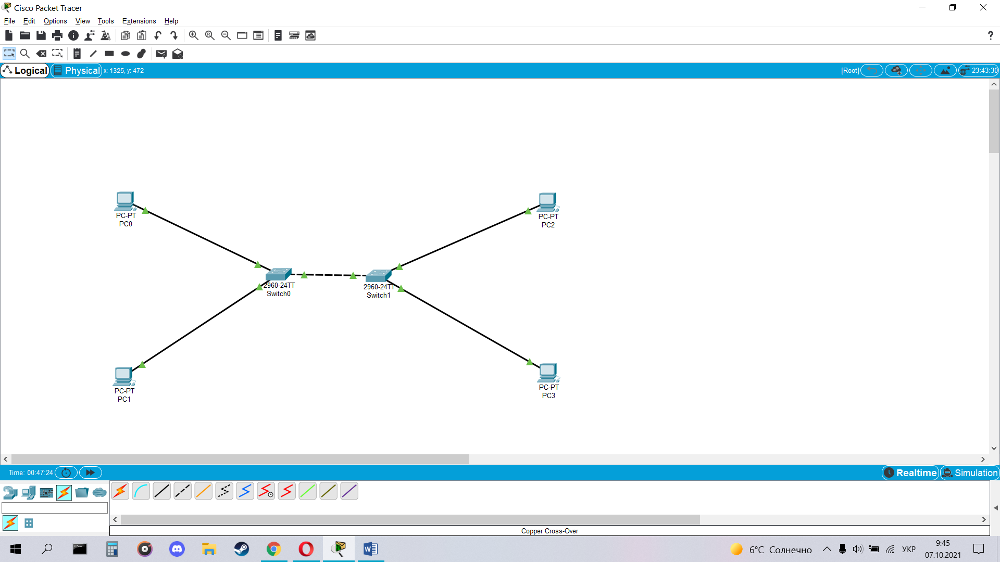 Cisco Packet Tracer
File Edit Options View Tools Extensions Help
?
Logical Physical x: 1325, y: 472 [Root] 23:43:30
PC-PT
PC0
PC-PT
PC2
2960-24TT
Switch0
2960-24TT
Switch1
PC-PT
PC1
PC-PT
PC3
Time: 00:47:24 Realtime Simulation
Copper Cross-Over
6°C Солнечно УКР 9:45
07.10.2021